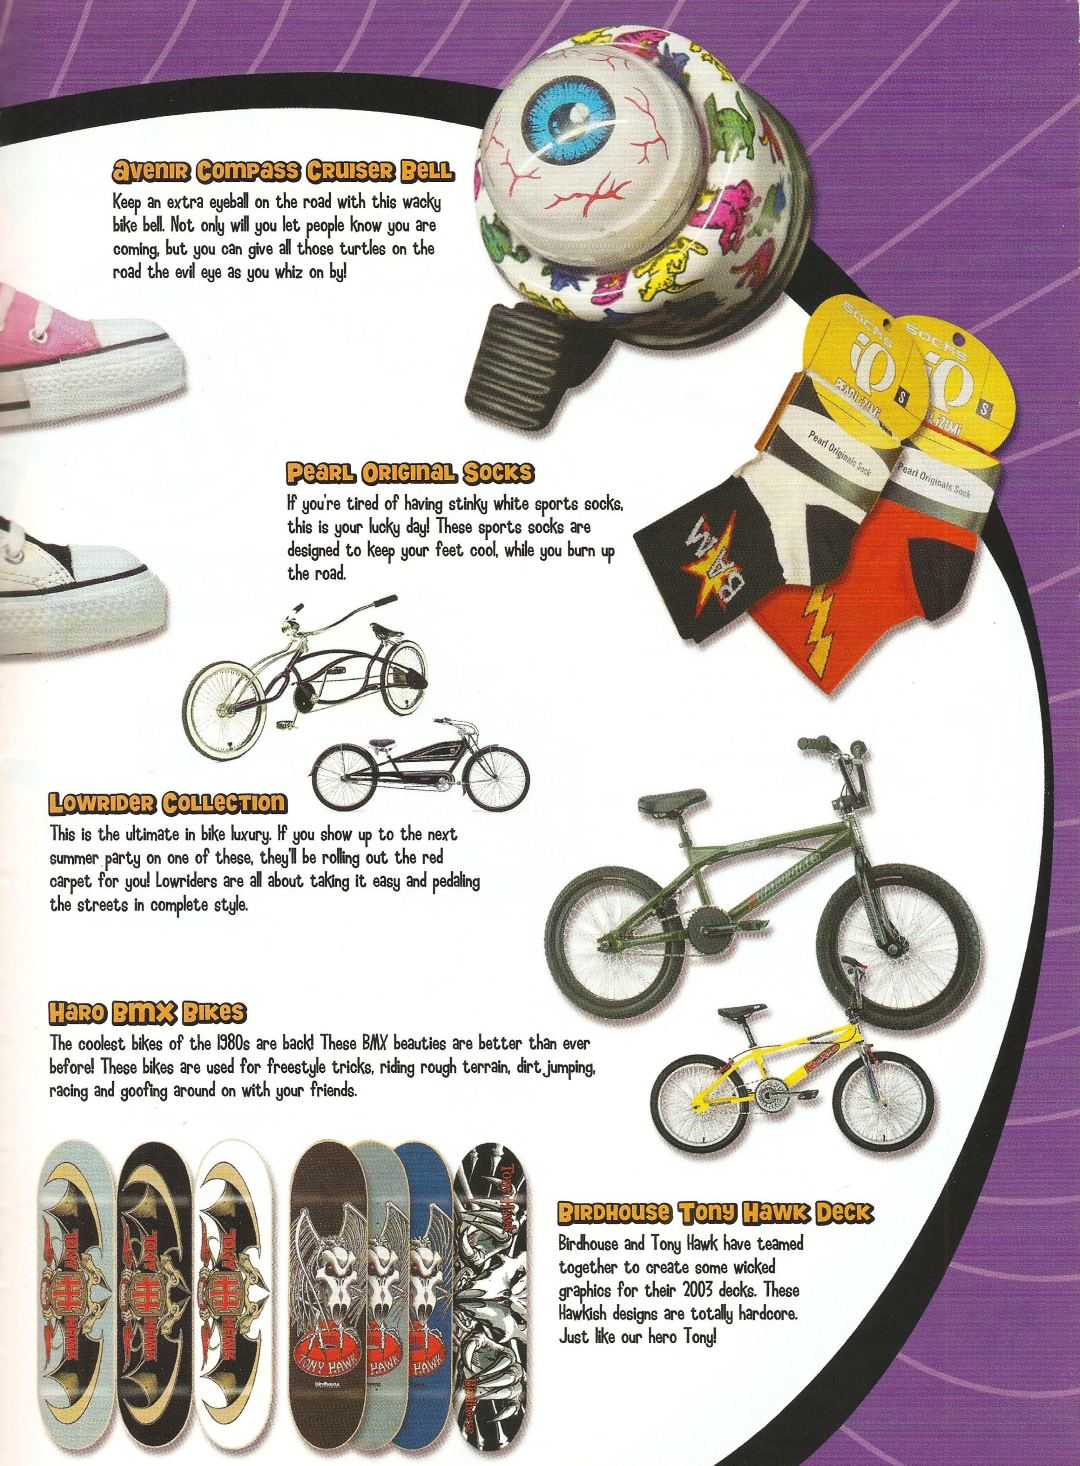 Avenir Compass Cruiser Bell
Keep an extra eyeball on the road with this wacky
bike bell. Not only will you let people know you are
coming, but you can give all those turtles on the
road the evil eye as you whiz on by!
SOCKS
SOCKS
PEARL iZUMi
S
S
Pearl Originals Sock
Pearl Originals Sock
BAM
Pearl Original Socks
If you're tired of having stinky white sports socks,
this is your lucky day! These sports socks are
designed to keep your feet cool, while you burn up
the road.
Lowrider Collection
This is the ultimate in bike luxury. If you show up to the next
summer party on one of these, they'll be rolling out the red
carpet for you! Lowriders are all about taking it easy and pedaling
the streets in complete style.
Haro BMX Bikes
The coolest bikes of the 1980s are back! These BMX beauties are better than ever
before! These bikes are used for freestyle tricks, riding rough terrain, dirt jumping,
racing and goofing around on with your friends.
TONY HAWK
TONY HAWK
TONY HAWK
TONY HAWK
HAWK
HAWK
birdhouse
Tony Hawk
Birdhouse
Birdhouse Tony Hawk Deck
Birdhouse and Tony Hawk have teamed
together to create some wicked
graphics for their 2003 decks. These
Hawkish designs are totally hardcore.
Just like our hero Tony!